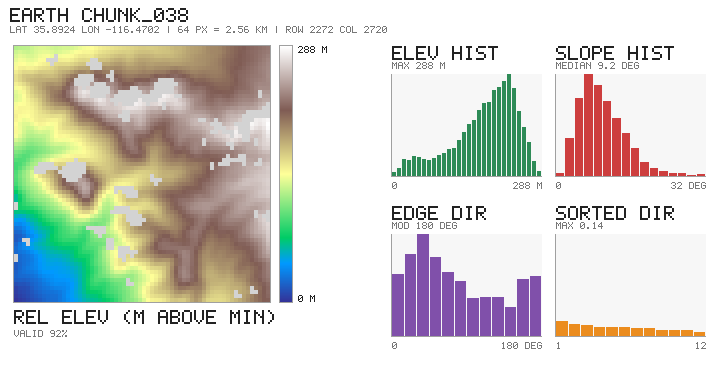 EARTH CHUNK_038
LAT 35.8924 LON -116.4702 | 64 PX = 2.56 KM | ROW 2272 COL 2720
288 M
0 M
REL ELEV (M ABOVE MIN)
VALID 92%
ELEV HIST
MAX 288 M
0 288 M
SLOPE HIST
MEDIAN 9.2 DEG
0 32 DEG
EDGE DIR
MOD 180 DEG
0 180 DEG
SORTED DIR
MAX 0.14
1 12